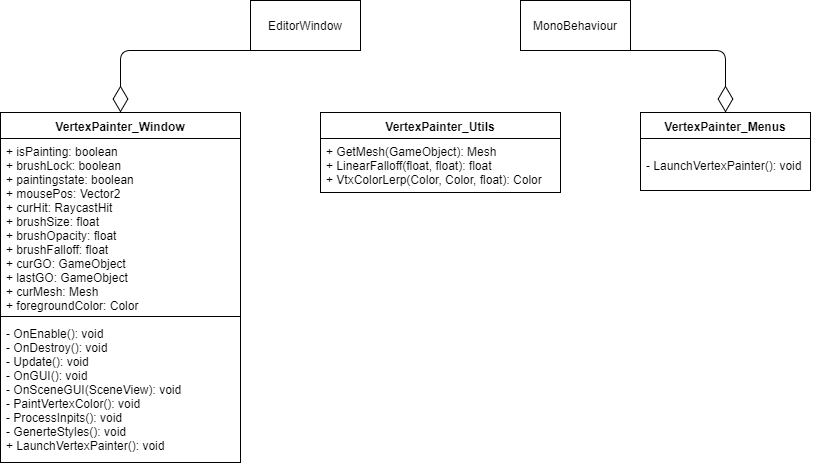 EditorWindow
MonoBehaviour
VertexPainter_Window
+ isPainting: boolean
+ brushLock: boolean
+ paintingstate: boolean
+ mousePos: Vector2
+ curHit: RaycastHit
+ brushSize: float
+ brushOpacity: float
+ brushFalloff: float
+ curGO: GameObject
+ lastGO: GameObject
+ curMesh: Mesh
+ foregroundColor: Color
- OnEnable(): void
- OnDestroy(): void
- Update(): void
- OnGUI(): void
- OnSceneGUI(SceneView): void
- PaintVertexColor(): void
- ProcessInpits(): void
- GenerteStyles(): void
+ LaunchVertexPainter(): void
VertexPainter_Utils
+ GetMesh(GameObject): Mesh
+ LinearFalloff(float, float): float
+ VtxColorLerp(Color, Color, float): Color
VertexPainter_Menus
- LaunchVertexPainter(): void